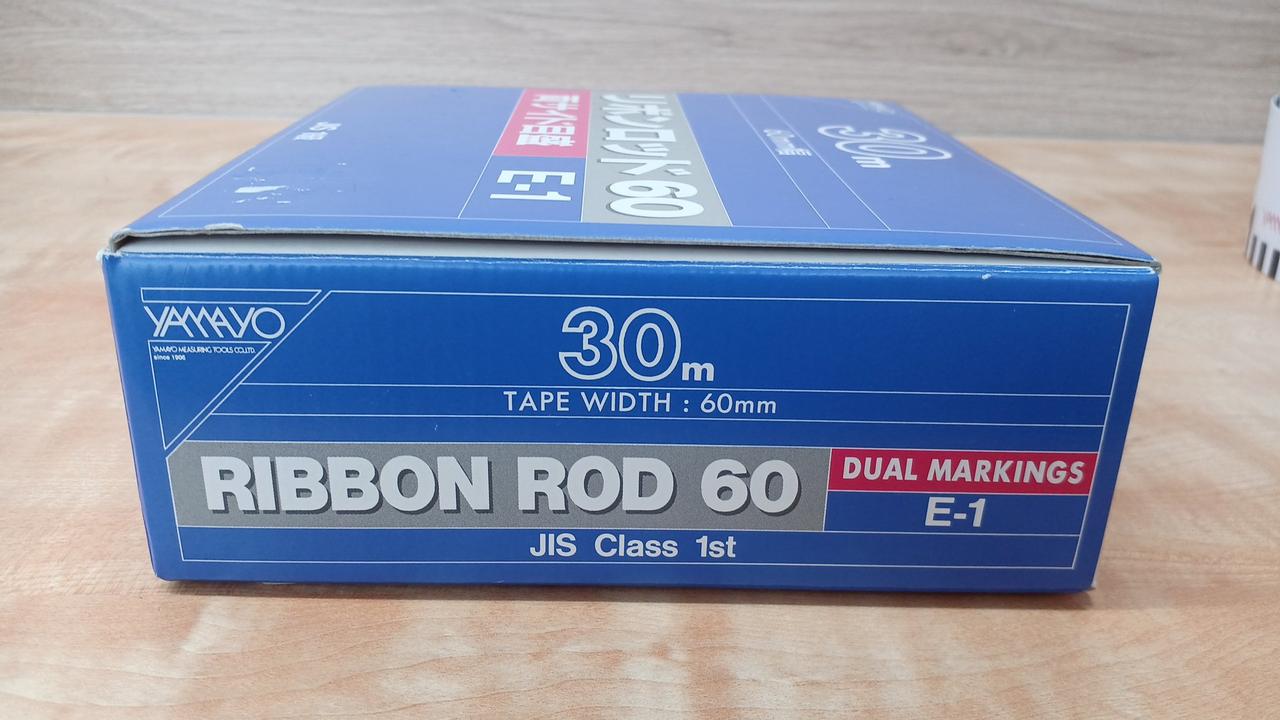 リボンロッド60
E-1
30m
YAMAYO
YAMAYO MEASURING TOOLS CO.,LTD.
since 1906
30m
TAPE WIDTH : 60mm
RIBBON ROD 60
DUAL MARKINGS
E-1
JIS Class 1st